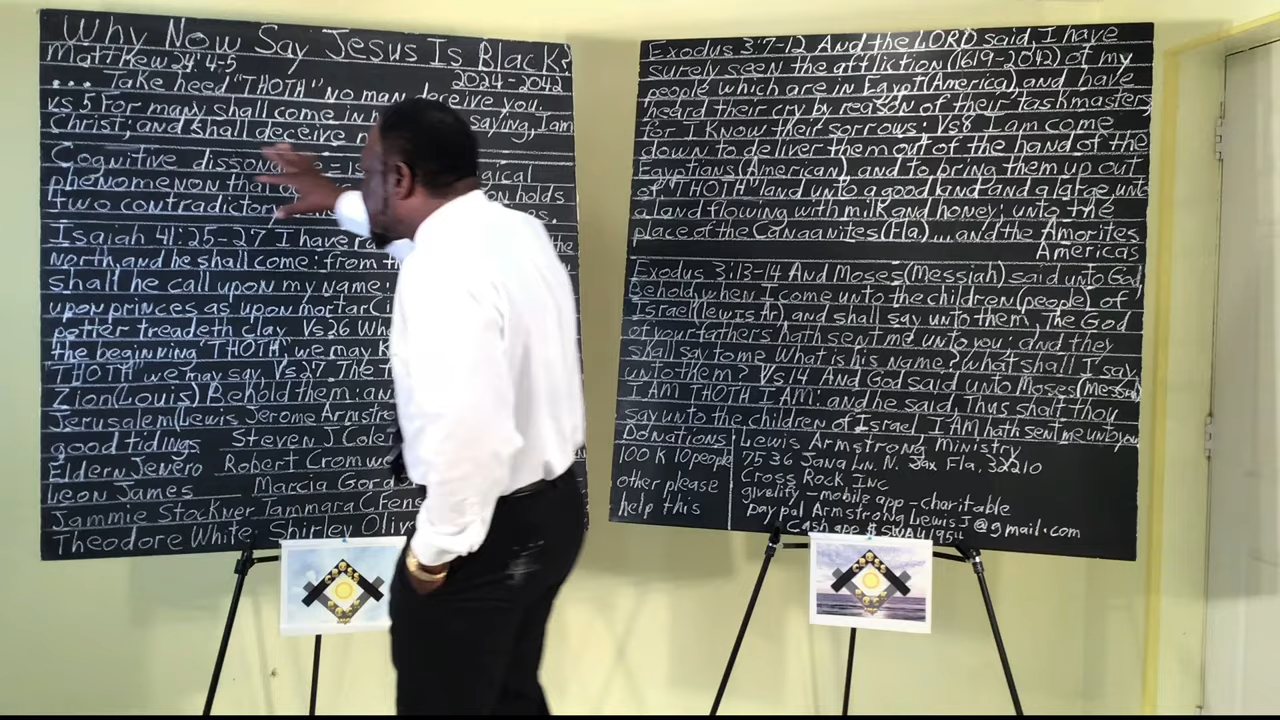 Why Now Say Jesus Is Black?
Matthew 24:4-5
2024-2042
... Take heed "THOTH" no man deceive you.
vs 5 For many shall come in saying, I am
Christ; and shall deceive
Cognitive
phenomenon holds
two contradictory
Isaiah 41:25-27 I have the
north, and he shall come: from
shall he call upon my name:
upon princes as upon mortar
potter treadeth clay. Vs 26
the beginning "THOTH", we may
"THOTH" we may say, Vs 27. The
Zion(Louis) Behold them: and
Jerusalem(Lewis Jerome
good tidings Steven J
Eldern Jenero Robert
Leon James Marcia
Jammie Stockner Tammara C
Theodore White Shirley
Exodus 3:7-12 And the LORD said, I have
surely seen the affliction (1619-2042) of my
people which are in Egypt(America), and have
heard their cry by reason of their tashmasters
for I know their sorrows; Vs8 I am come
down to deliver them out of the hand of the
Egyptians (American), and to bring them up out
of "THOTH" land unto a good land and a large, unto
a land flowing with milk and honey; unto the
place of the Canaanites (Fla) ... and the Amorites
Americas
Exodus 3:13-14 And Moses(Messiah) said unto God,
Behold, when I come unto the children (people) of
Israel(lewis Ar), and shall say unto them, The God
of your fathers hath sent me unto you; and they
shall say to me What is his name? what shall I say
unto them? Vs 14 And God said unto Moses(messiah)
I AM THOTH I AM: and he said, Thus shalt thou
say unto the children of Israel I AM hath sent me unto you
Donations
100 K 10 people
other please
help this
Lewis Armstrong Ministry
7536 Jana Ln. N. Jax Fla. 32210
Cross Rock Inc
givelify - mobile app - charitable
paypal Armstrong Lewis J@gmail.com
Cash app